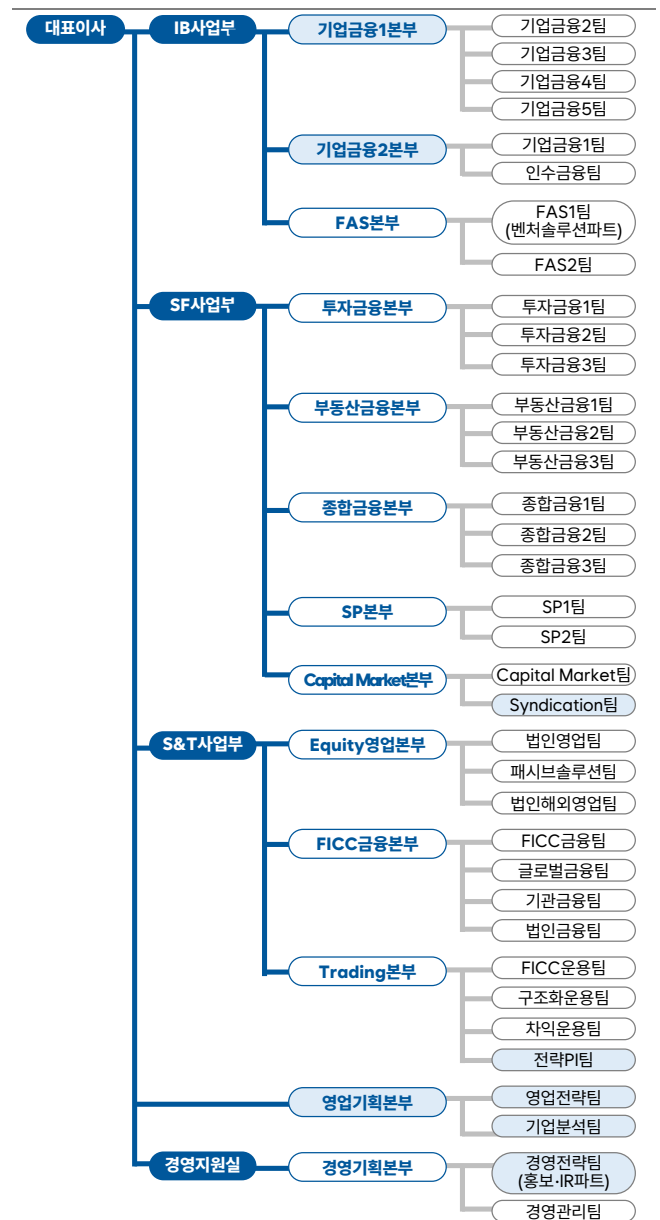 대표이사
IB사업부
기업금융1본부
기업금융2팀
기업금융3팀
기업금융4팀
기업금융5팀
기업금융2본부
기업금융1팀
인수금융팀
FAS본부
FAS1팀
(벤처솔루션파트)
FAS2팀
SF사업부
투자금융본부
투자금융1팀
투자금융2팀
투자금융3팀
부동산금융본부
부동산금융1팀
부동산금융2팀
부동산금융3팀
종합금융본부
종합금융1팀
종합금융2팀
종합금융3팀
SP본부
SP1팀
SP2팀
Capital Market본부
Capital Market팀
Syndication팀
S&T사업부
Equity영업본부
법인영업팀
패시브솔루션팀
법인해외영업팀
FICC금융본부
FICC금융팀
글로벌금융팀
기관금융팀
법인금융팀
Trading본부
FICC운용팀
구조화운용팀
차익운용팀
전략PI팀
영업기획본부
영업전략팀
기업분석팀
경영지원실
경영기획본부
경영전략팀
(홍보·IR파트)
경영관리팀